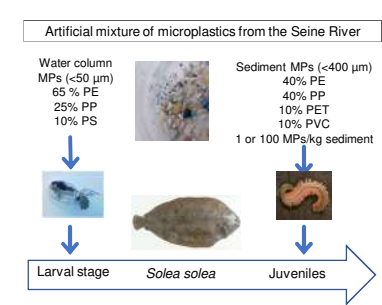 Artificial mixture of microplastics from the Seine River
Water column
MPs (<50 µm)
65 % PE
25% PP
10% PS
Sediment MPs (<400 µm)
40% PE
40% PP
10% PET
10% PVC
1 or 100 MPs/kg sediment
Larval stage
Solea solea
Juveniles